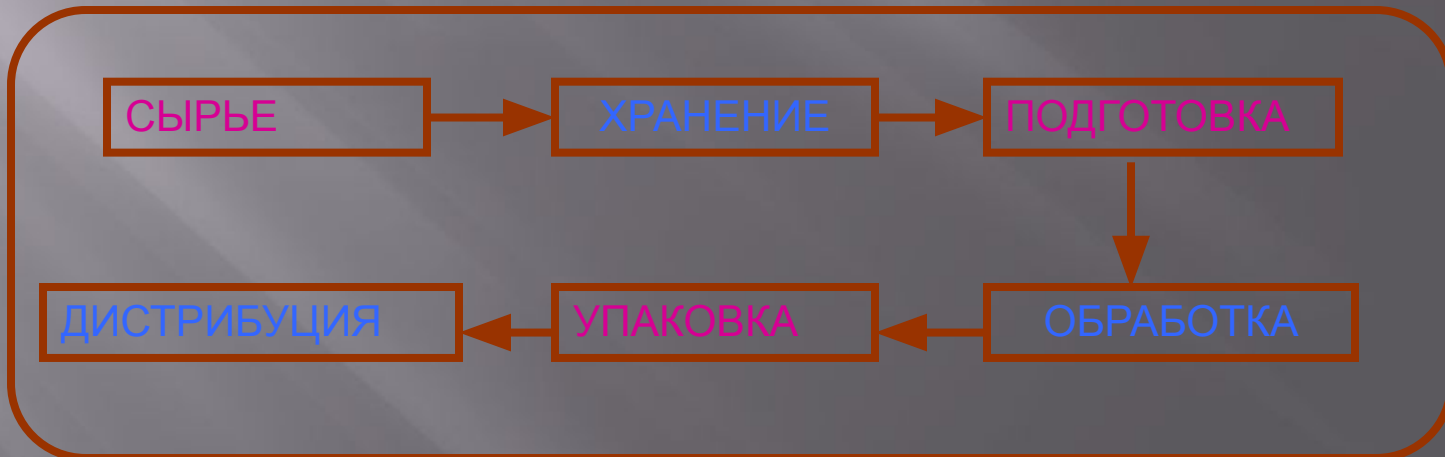 СЫРЬЕ
ХРАНЕНИЕ
ПОДГОТОВКА
ОБРАБОТКА
УПАКОВКА
ДИСТРИБУЦИЯ